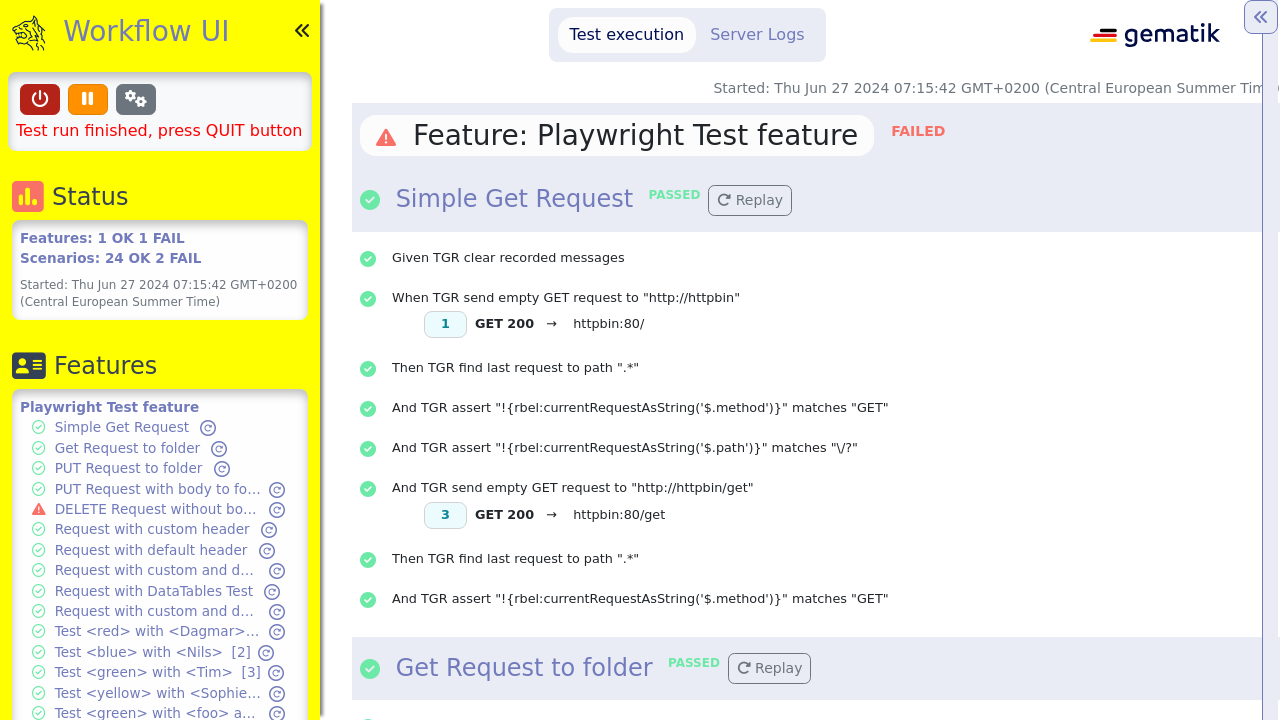 Workflow UI
Test run finished, press QUIT button
Status
Features: 1 OK 1 FAIL
Scenarios: 24 OK 2 FAIL
Started: Thu Jun 27 2024 07:15:42 GMT+0200
(Central European Summer Time)
Features
Playwright Test feature
Simple Get Request
Get Request to folder
PUT Request to folder
PUT Request with body to fo...
DELETE Request without bo...
Request with custom header
Request with default header
Request with custom and d...
Request with DataTables Test
Request with custom and d...
Test <red> with <Dagmar>...
Test <blue> with <Nils> [2]
Test <green> with <Tim> [3]
Test <yellow> with <Sophie...
Test <green> with <foo> a...
Test execution
Server Logs
gematik
Started: Thu Jun 27 2024 07:15:42 GMT+0200 (Central European Summer Tim
Feature: Playwright Test feature FAILED
Simple Get Request PASSED Replay
Given TGR clear recorded messages
When TGR send empty GET request to "http://httpbin"
1 GET 200 → httpbin:80/
Then TGR find last request to path ".*"
And TGR assert "!{rbel:currentRequestAsString('$.method')}" matches "GET"
And TGR assert "!{rbel:currentRequestAsString('$.path')}" matches "\/?"
And TGR send empty GET request to "http://httpbin/get"
3 GET 200 → httpbin:80/get
Then TGR find last request to path ".*"
And TGR assert "!{rbel:currentRequestAsString('$.method')}" matches "GET"
Get Request to folder PASSED Replay